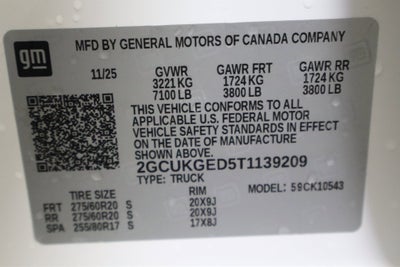 gm
MFD BY GENERAL MOTORS OF CANADA COMPANY
11/25 GVWR GAWR FRT GAWR RR
3221 KG 1724 KG 1724 KG
7100 LB 3800 LB 3800 LB
THIS VEHICLE CONFORMS TO ALL
APPLICABLE U.S. FEDERAL MOTOR
VEHICLE SAFETY STANDARDS IN EFFECT
ON THE DATE OF MANUFACTURE
SHOWN ABOVE.
2GCUKGED5T1139209
TYPE: TRUCK MODEL: 59CK10543
TIRE SIZE RIM
FRT 275/60R20 S 20X9J
RR 275/60R20 S 20X9J
SPA 255/80R17 S 17X8J